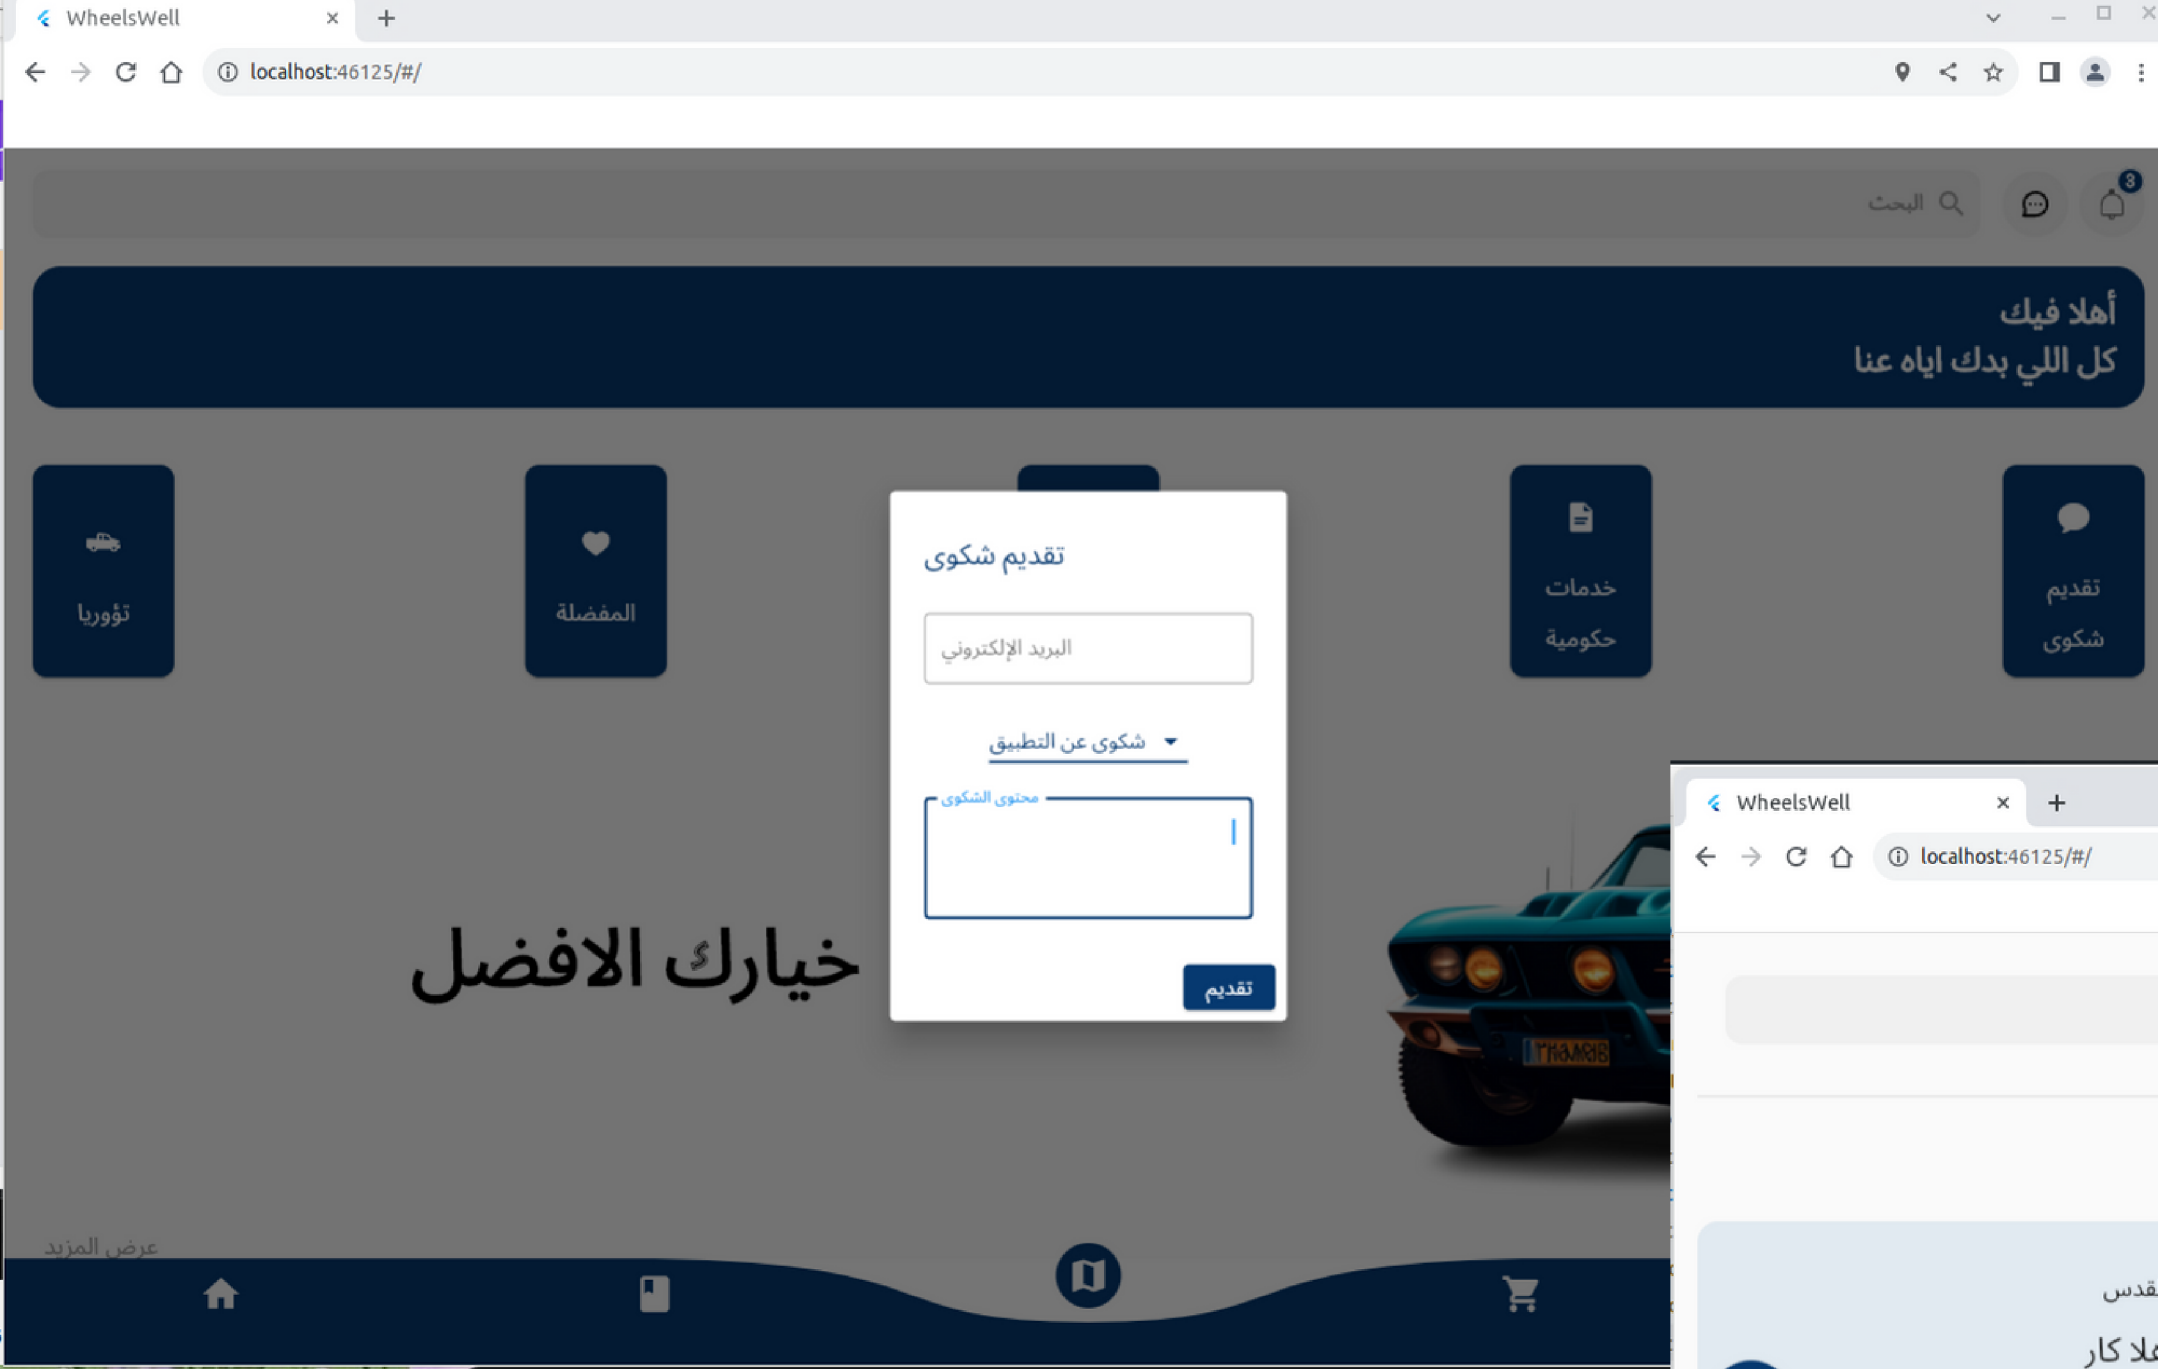 WheelsWell
localhost:46125/#/
البحث
3
أهلا فيك
كل اللي بدك اياه عنا
تقديم
شكوى
خدمات
حكومية
المفضلة
تؤوريا
تقديم شكوى
البريد الإلكتروني
شكوى عن التطبيق
محتوى الشكوى
تقديم
خيارك الافضل
عرض المزيد
WheelsWell
localhost:46125/#/
كار